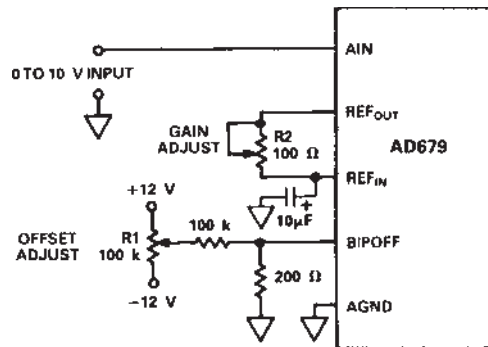 AIN
0 TO 10 V INPUT
REFOUT
GAIN
ADJUST
R2
100 Ω
AD679
REFIN
10μF
+
+12 V
OFFSET
ADJUST
R1
100 k
100 k
BIPOFF
200 Ω
−12 V
AGND